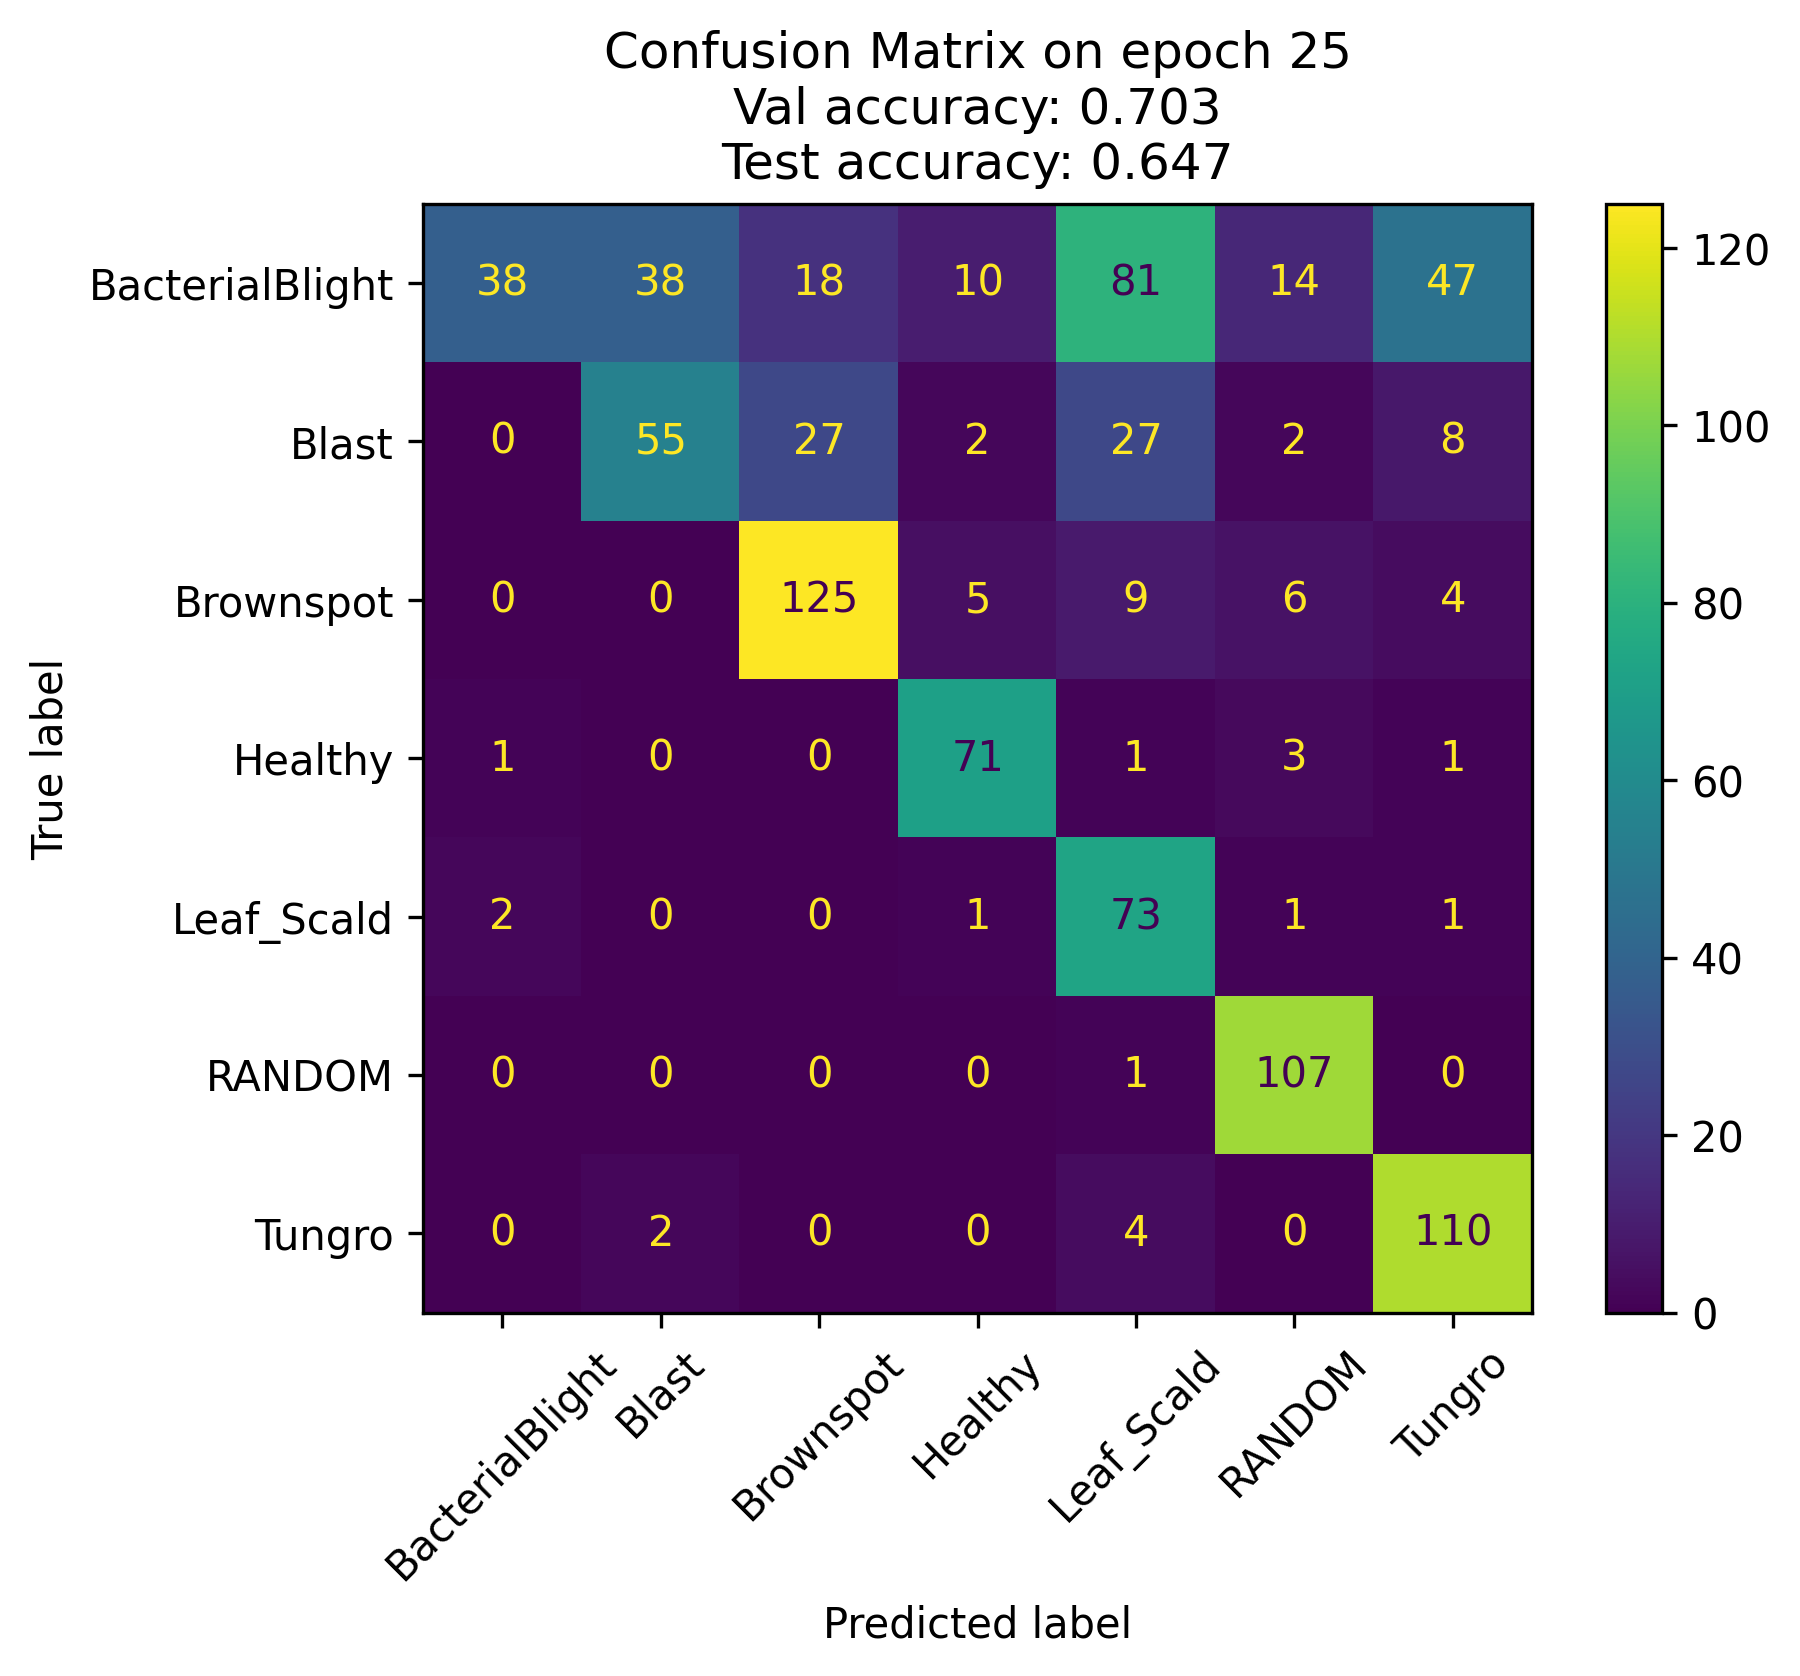 Confusion Matrix on epoch 25
Val accuracy: 0.703
Test accuracy: 0.647
True label
BacterialBlight 38 38 18 10 81 14 47
Blast 0 55 27 2 27 2 8
Brownspot 0 0 125 5 9 6 4
Healthy 1 0 0 71 1 3 1
Leaf_Scald 2 0 0 1 73 1 1
RANDOM 0 0 0 0 1 107 0
Tungro 0 2 0 0 4 0 110
BacterialBlight Blast Brownspot Healthy Leaf_Scald RANDOM Tungro
Predicted label
120
100
80
60
40
20
0